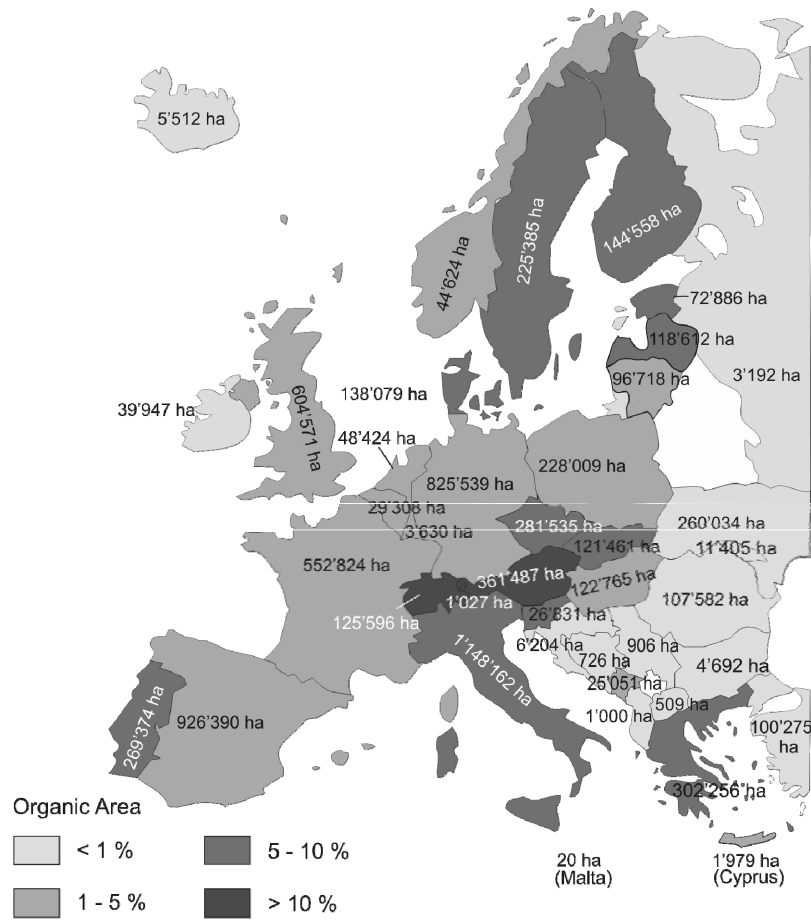 5’512 ha
225’385 ha
144’558 ha
44’624 ha
72’886 ha
118’612 ha
96’718 ha
3’192 ha
138’079 ha
39’947 ha
604’571 ha
48’424 ha
825’539 ha
228’009 ha
29’308 ha
3’630 ha
281’535 ha
260’034 ha
121’461 ha
11’405 ha
552’824 ha
361’487 ha
122’765 ha
107’582 ha
1’027 ha
125’596 ha
26’831 ha
6’204 ha
906 ha
726 ha
4’692 ha
1’148’162 ha
25’051 ha
509 ha
1’000 ha
100’275
ha
269’374 ha
926’390 ha
302’256 ha
Organic Area
< 1 %
5 - 10 %
1 - 5 %
> 10 %
20 ha
(Malta)
1’979 ha
(Cyprus)